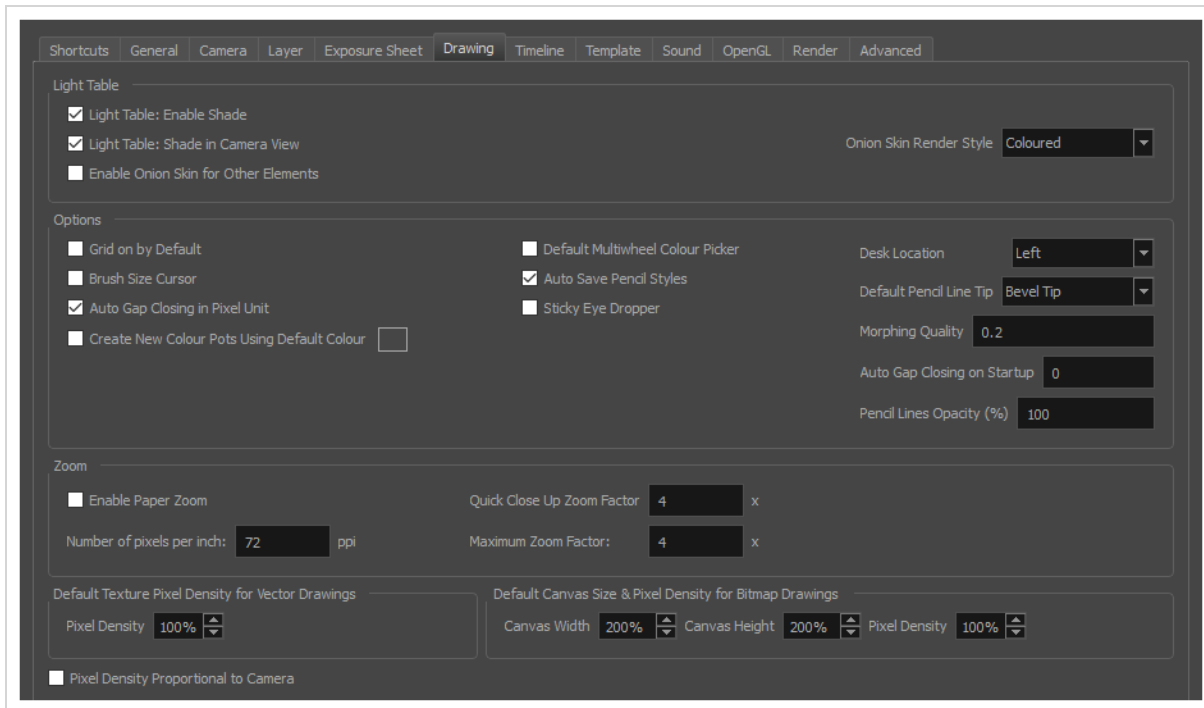 Shortcuts General Camera Layer Exposure Sheet Drawing Timeline Template Sound OpenGL Render Advanced
Light Table
Light Table: Enable Shade
Light Table: Shade in Camera View
Onion Skin Render Style Coloured
Enable Onion Skin for Other Elements
Options
Grid on by Default
Brush Size Cursor
Auto Gap Closing in Pixel Unit
Create New Colour Pots Using Default Colour
Default Multiwheel Colour Picker
Auto Save Pencil Styles
Sticky Eye Dropper
Desk Location Left
Default Pencil Line Tip Bevel Tip
Morphing Quality 0.2
Auto Gap Closing on Startup 0
Pencil Lines Opacity (%) 100
Zoom
Enable Paper Zoom
Quick Close Up Zoom Factor 4 x
Number of pixels per inch: 72 ppi
Maximum Zoom Factor: 4 x
Default Texture Pixel Density for Vector Drawings
Pixel Density 100%
Default Canvas Size & Pixel Density for Bitmap Drawings
Canvas Width 200% Canvas Height 200% Pixel Density 100%
Pixel Density Proportional to Camera